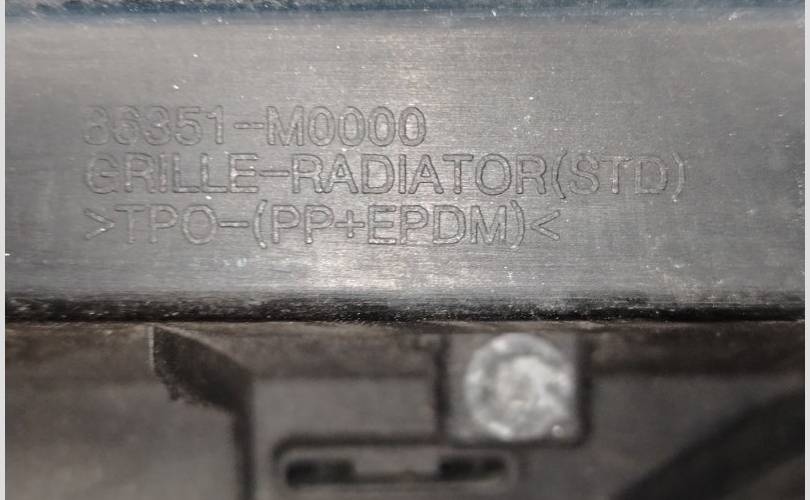 86351-M0000
GRILLE-RADIATOR(STD)
>TPO-(PP+EPDM)<